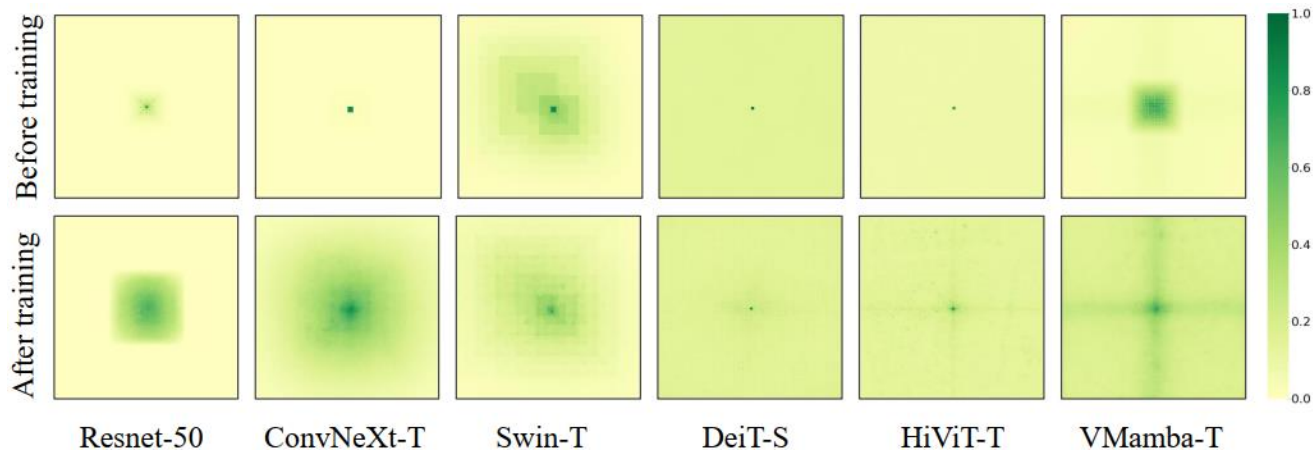 Before training
After training
1.0
0.8
0.6
0.4
0.2
0.0
Resnet-50 ConvNeXt-T Swin-T DeiT-S HiViT-T VMamba-T